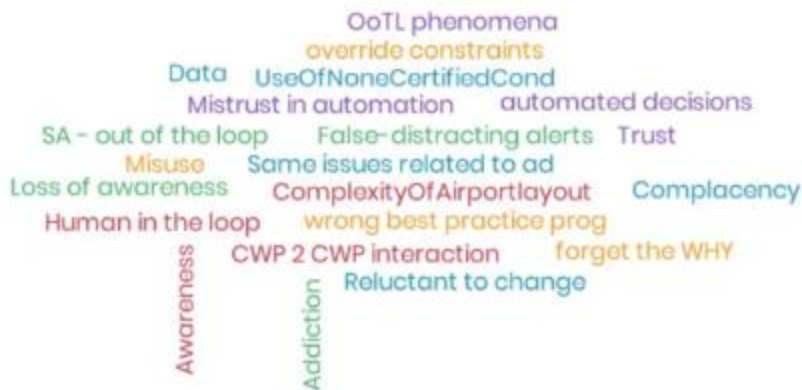 OoTL phenomena
override constraints
Data UseOfNoneCertifiedCond
Mistrust in automation automated decisions
SA - out of the loop False-distracting alerts Trust
Misuse Same issues related to ad
Loss of awareness ComplexityOfAirportlayout Complacency
Human in the loop wrong best practice prog
CWP 2 CWP interaction forget the WHY
Reluctant to change
Awareness
Addiction